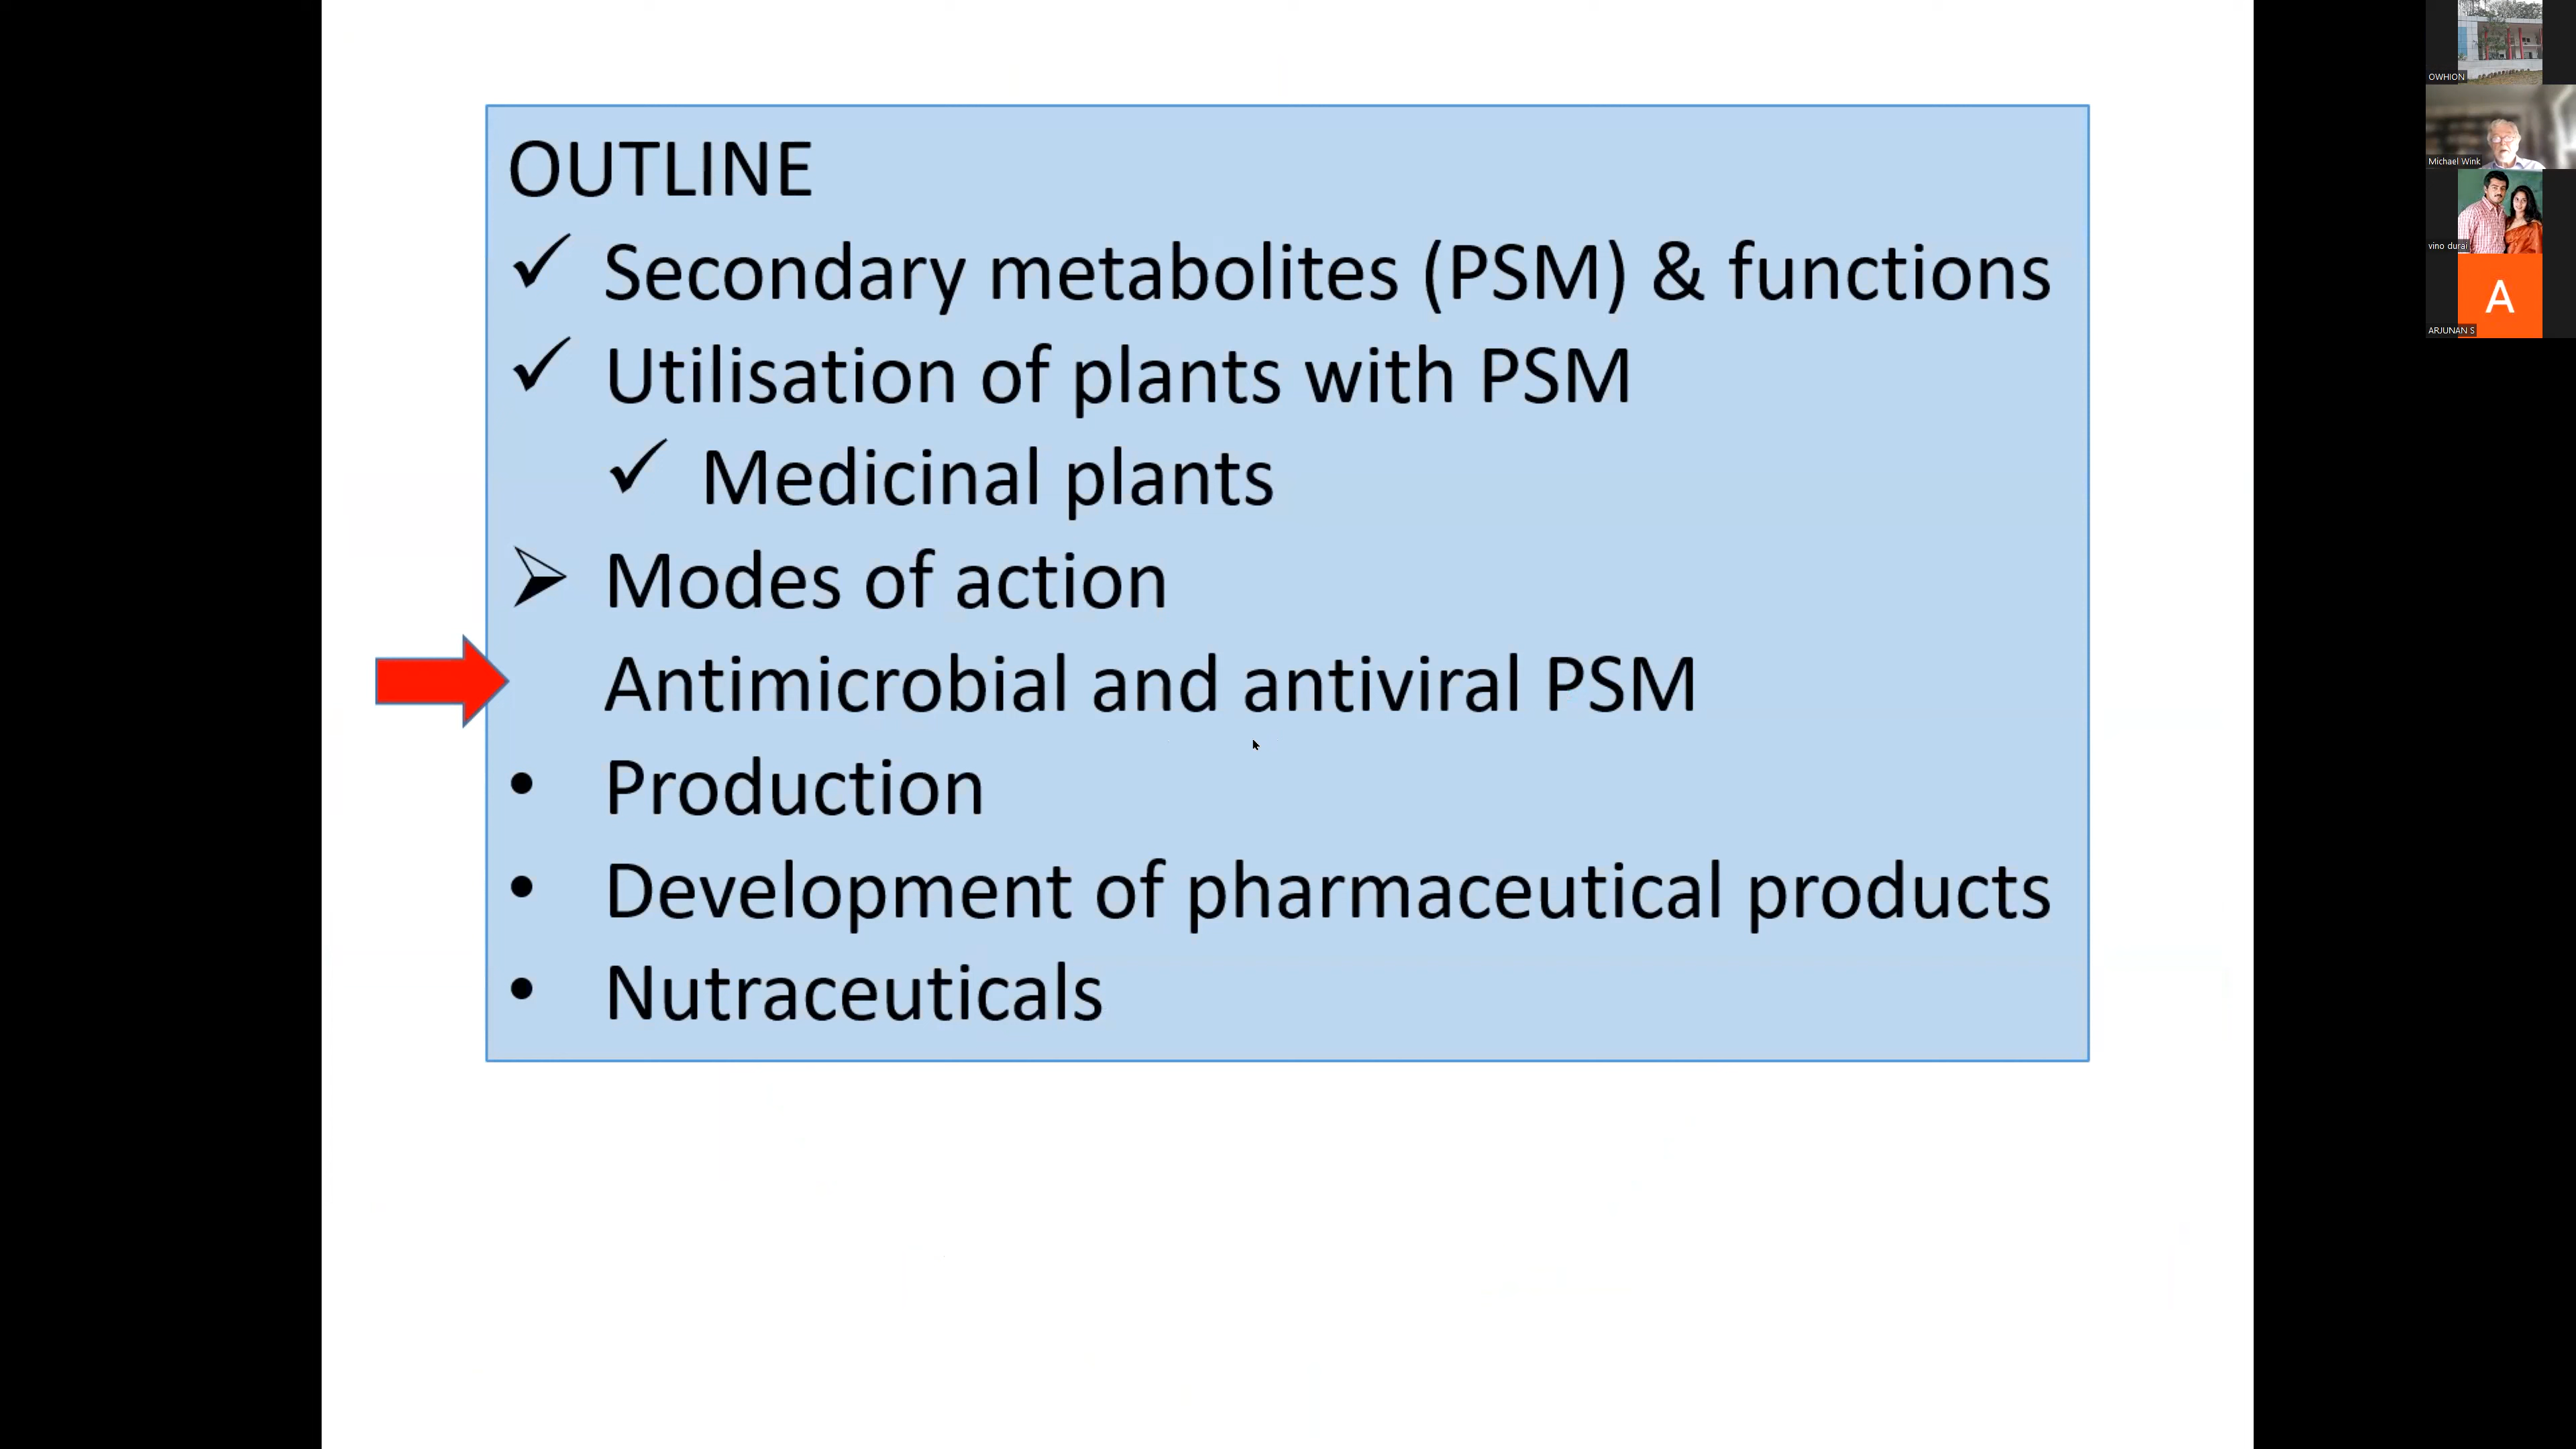 OUTLINE
✓ Secondary metabolites (PSM) & functions
✓ Utilisation of plants with PSM
✓ Medicinal plants
➢ Modes of action
Antimicrobial and antiviral PSM
• Production
• Development of pharmaceutical products
• Nutraceuticals
OWHION
Michael Wink
vino durai
A
ARJUNAN S